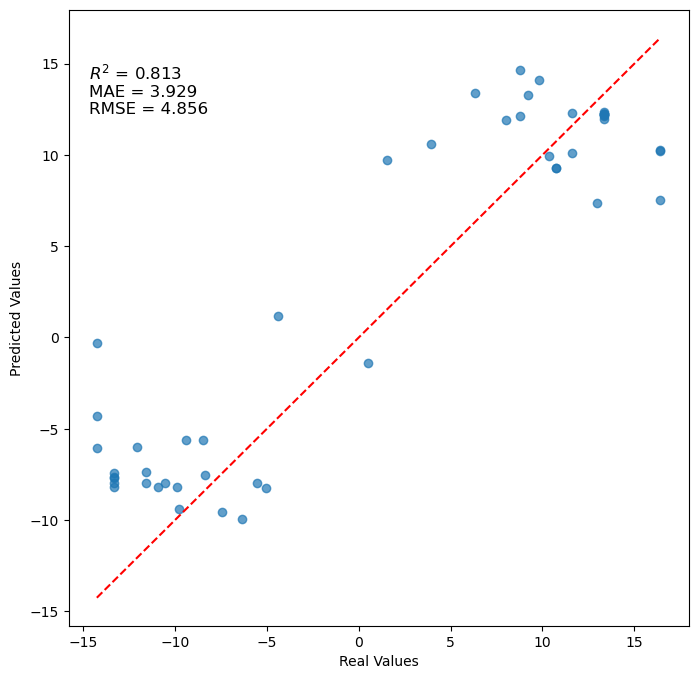 R² = 0.813
MAE = 3.929
RMSE = 4.856
15
10
5
0
−5
−10
−15
Predicted Values
−15
−10
−5
0
5
10
15
Real Values